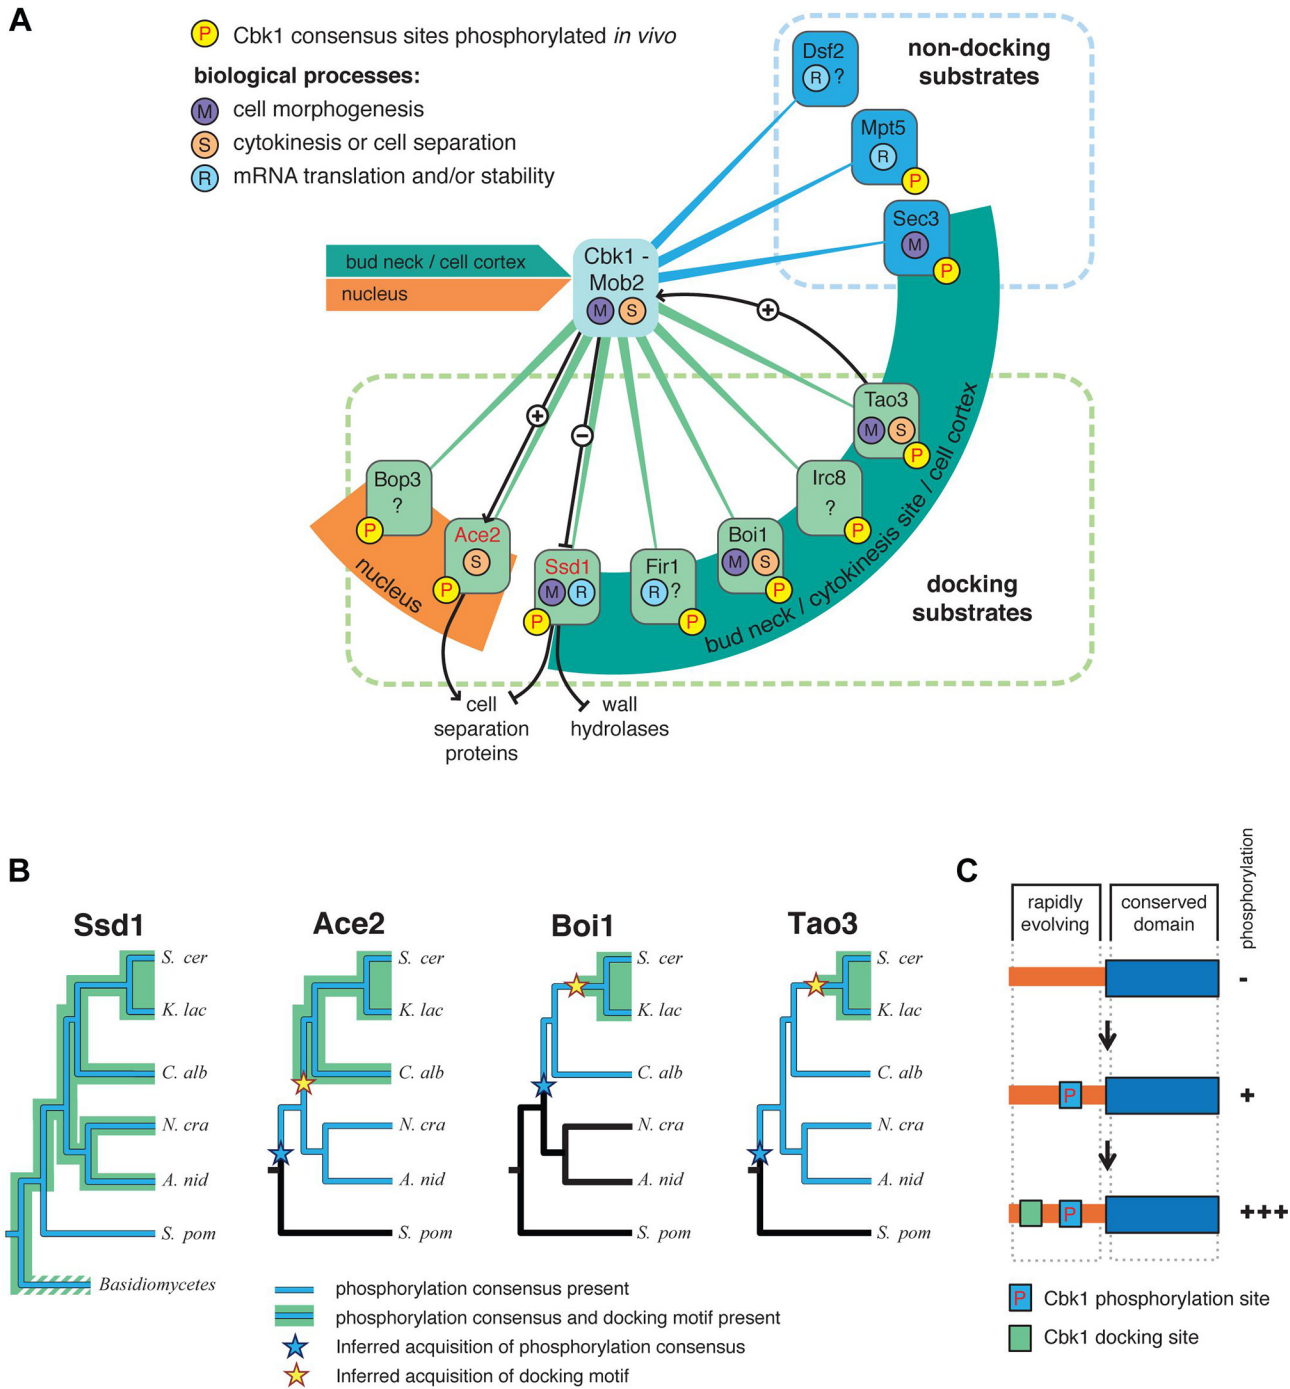 A
P Cbk1 consensus sites phosphorylated in vivo
biological processes:
M cell morphogenesis
S cytokinesis or cell separation
R mRNA translation and/or stability
non-docking
substrates
Dsf2
R ?
Mpt5
R
P
Sec3
M
P
bud neck / cell cortex
nucleus
Cbk1 -
Mob2
M S
+
+
−
Tao3
M S
P
Irc8
?
P
Boi1
M S
P
Fir1
R ?
P
Ssd1
M R
P
Ace2
S
P
Bop3
?
P
nucleus
bud neck / cytokinesis site / cell cortex
docking
substrates
cell
separation
proteins
wall
hydrolases
B
Ssd1
S. cer
K. lac
C. alb
N. cra
A. nid
S. pom
Basidiomycetes
Ace2
S. cer
K. lac
C. alb
N. cra
A. nid
S. pom
Boi1
S. cer
K. lac
C. alb
N. cra
A. nid
S. pom
Tao3
S. cer
K. lac
C. alb
N. cra
A. nid
S. pom
phosphorylation consensus present
phosphorylation consensus and docking motif present
Inferred acquisition of phosphorylation consensus
Inferred acquisition of docking motif
C
rapidly
evolving
conserved
domain
phosphorylation
-
P
+
P
+++
P Cbk1 phosphorylation site
Cbk1 docking site